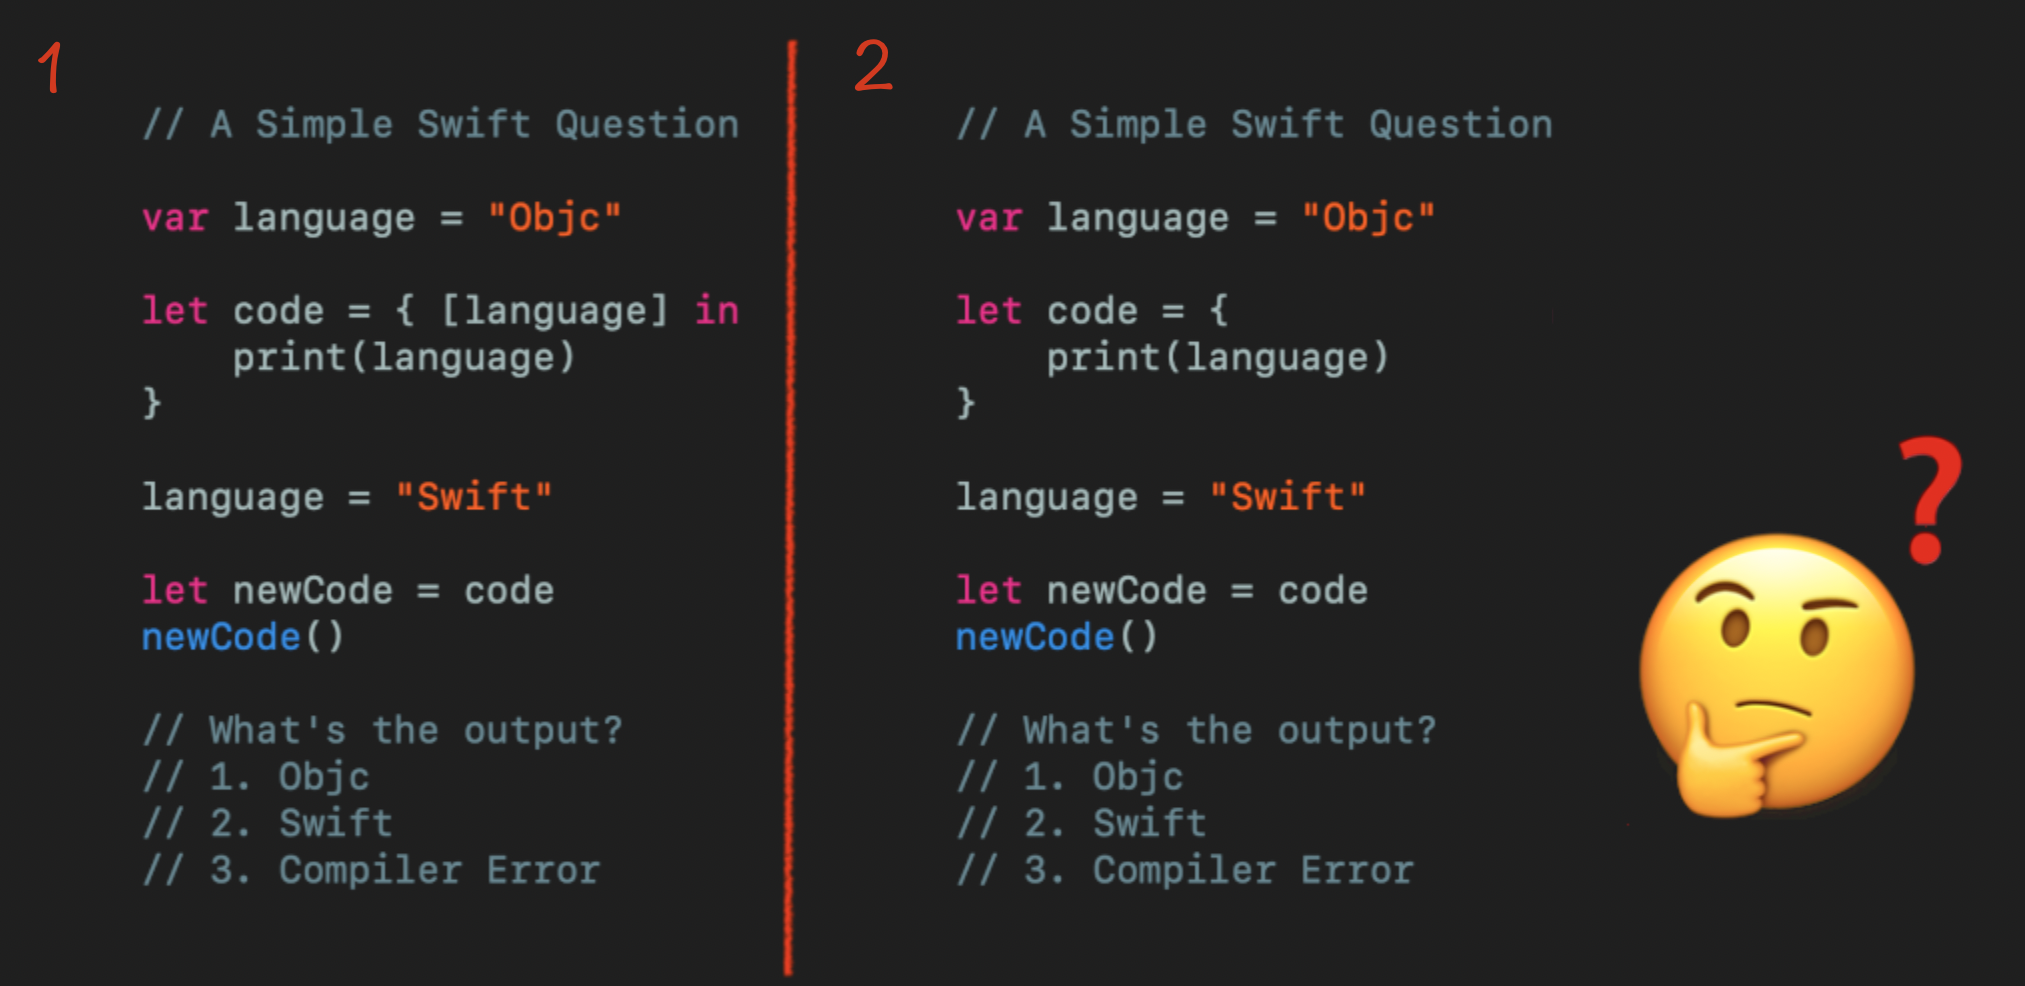 1
// A Simple Swift Question
var language = "Objc"
let code = { [language] in
    print(language)
}
language = "Swift"
let newCode = code
newCode()
// What's the output?
// 1. Objc
// 2. Swift
// 3. Compiler Error
2
// A Simple Swift Question
var language = "Objc"
let code = {
    print(language)
}
language = "Swift"
let newCode = code
newCode()
// What's the output?
// 1. Objc
// 2. Swift
// 3. Compiler Error
?